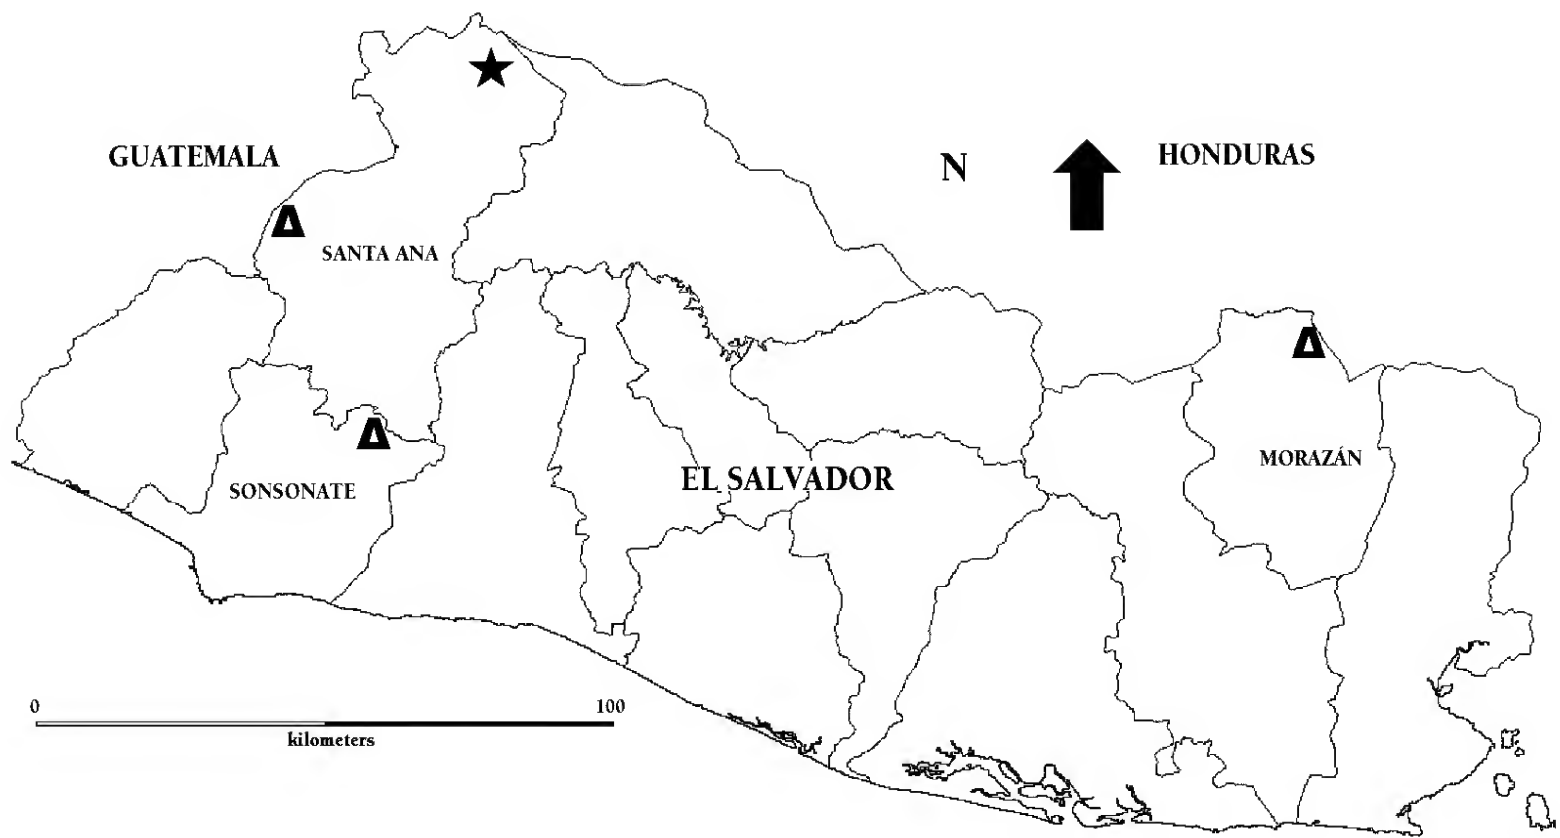 GUATEMALA
N
HONDURAS
SANTA ANA
SONSONATE
EL SALVADOR
MORAZÁN
0 100
kilometers